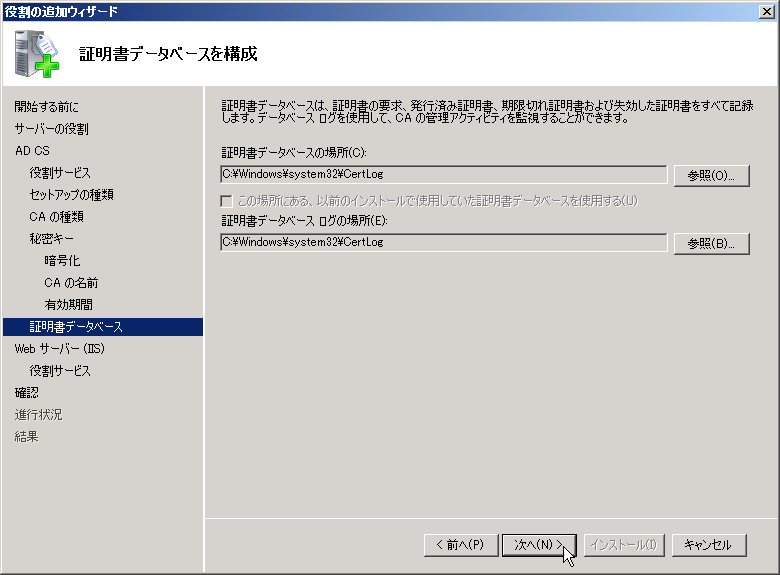 役割の追加ウィザード
証明書データベースを構成
開始する前に
サーバーの役割
AD CS
役割サービス
セットアップの種類
CA の種類
秘密キー
暗号化
CA の名前
有効期間
証明書データベース
Web サーバー (IIS)
役割サービス
確認
進行状況
結果
証明書データベースは、証明書の要求、発行済み証明書、期限切れ証明書および失効した証明書をすべて記録
します。データベース ログを使用して、CA の管理アクティビティを監視することができます。
証明書データベースの場所(C):
C:¥Windows¥system32¥CertLog
参照(O)...
この場所にある、以前のインストールで使用していた証明書データベースを使用する(U)
証明書データベース ログの場所(E):
C:¥Windows¥system32¥CertLog
参照(B)...
< 前へ(P)
次へ(N) >
インストール(I)
キャンセル